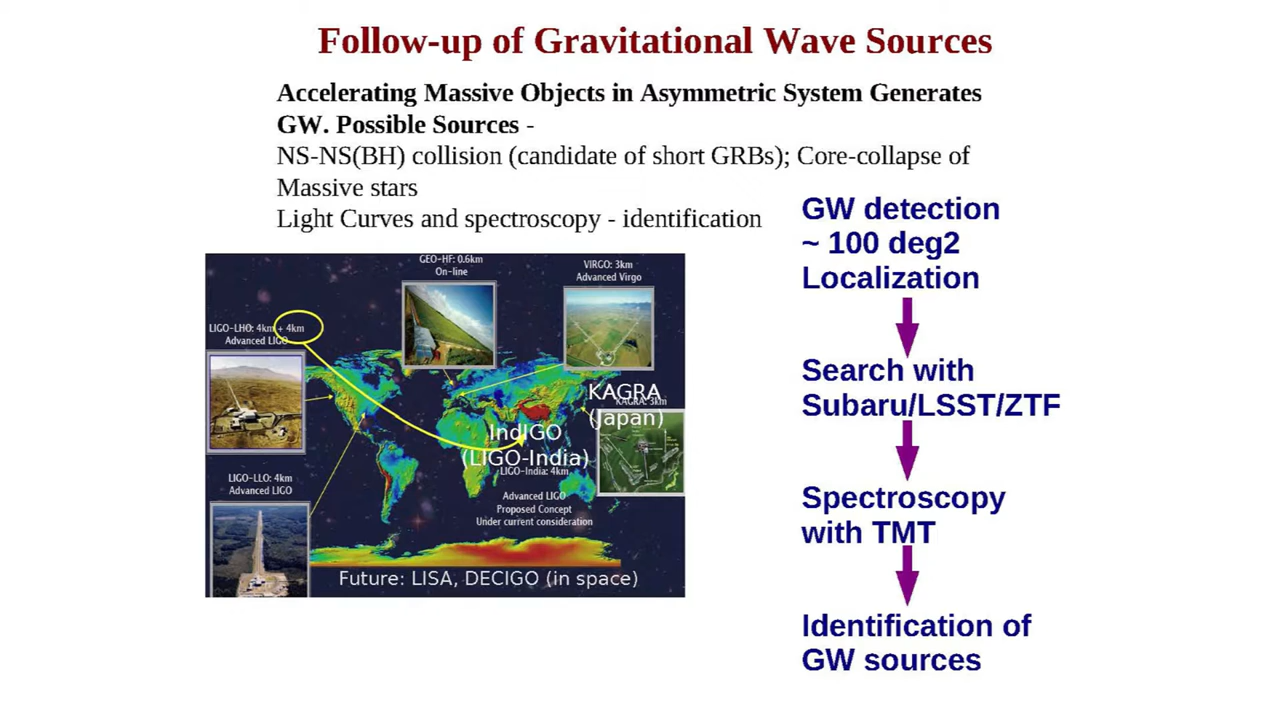 Follow-up of Gravitational Wave Sources
Accelerating Massive Objects in Asymmetric System Generates
GW. Possible Sources -
NS-NS(BH) collision (candidate of short GRBs); Core-collapse of
Massive stars
Light Curves and spectroscopy - identification
GEO-HF: 0.6km
On-line
VIRGO: 3km
Advanced Virgo
LIGO-LHO: 4km + 4km
Advanced LIGO
KAGRA
KAGRA: 3km
(Japan)
IndIGO
(LIGO-India)
LIGO-India: 4km
LIGO-LLO: 4km
Advanced LIGO
Advanced LIGO
Proposed Concept
Under current consideration
Future: LISA, DECIGO (in space)
GW detection
~ 100 deg2
Localization
Search with
Subaru/LSST/ZTF
Spectroscopy
with TMT
Identification of
GW sources